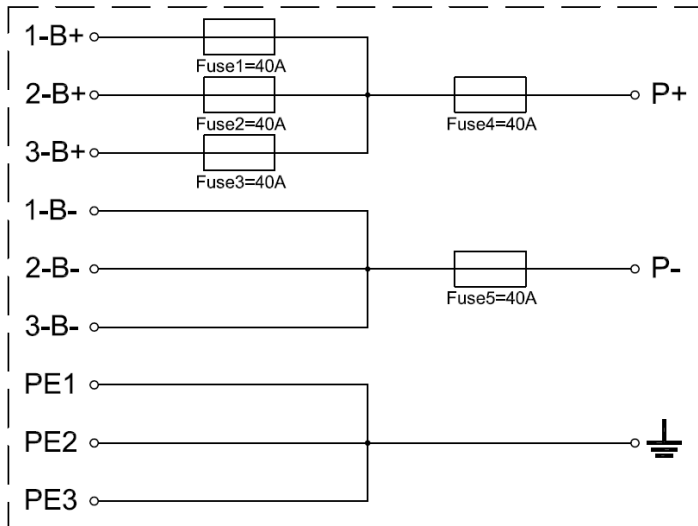 1-B+
Fuse1=40A
2-B+
Fuse2=40A
Fuse4=40A
P+
3-B+
Fuse3=40A
1-B-
2-B-
Fuse5=40A
P-
3-B-
PE1
PE2
PE3